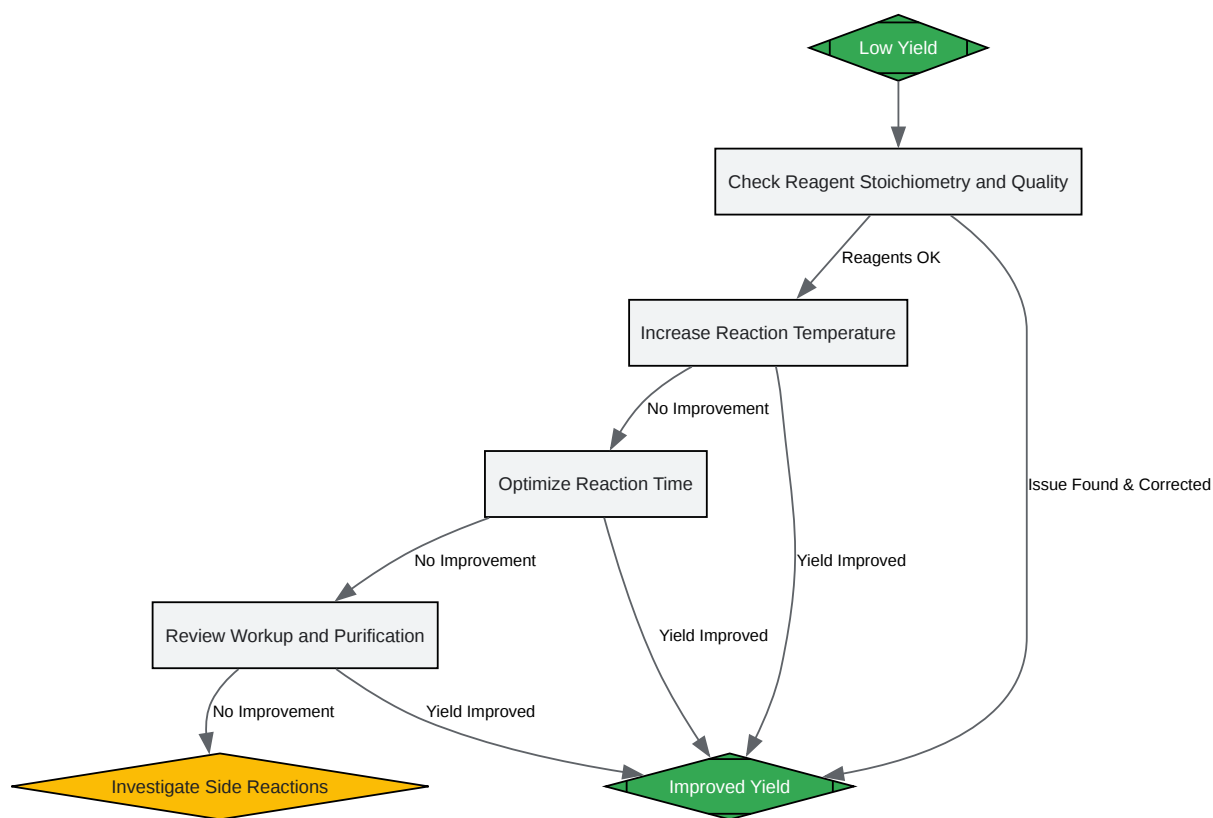 Low Yield
Check Reagent Stoichiometry and Quality
Reagents OK
Increase Reaction Temperature
No Improvement
Optimize Reaction Time
Issue Found & Corrected
No Improvement
Yield Improved
Review Workup and Purification
Yield Improved
No Improvement
Yield Improved
Investigate Side Reactions
Improved Yield